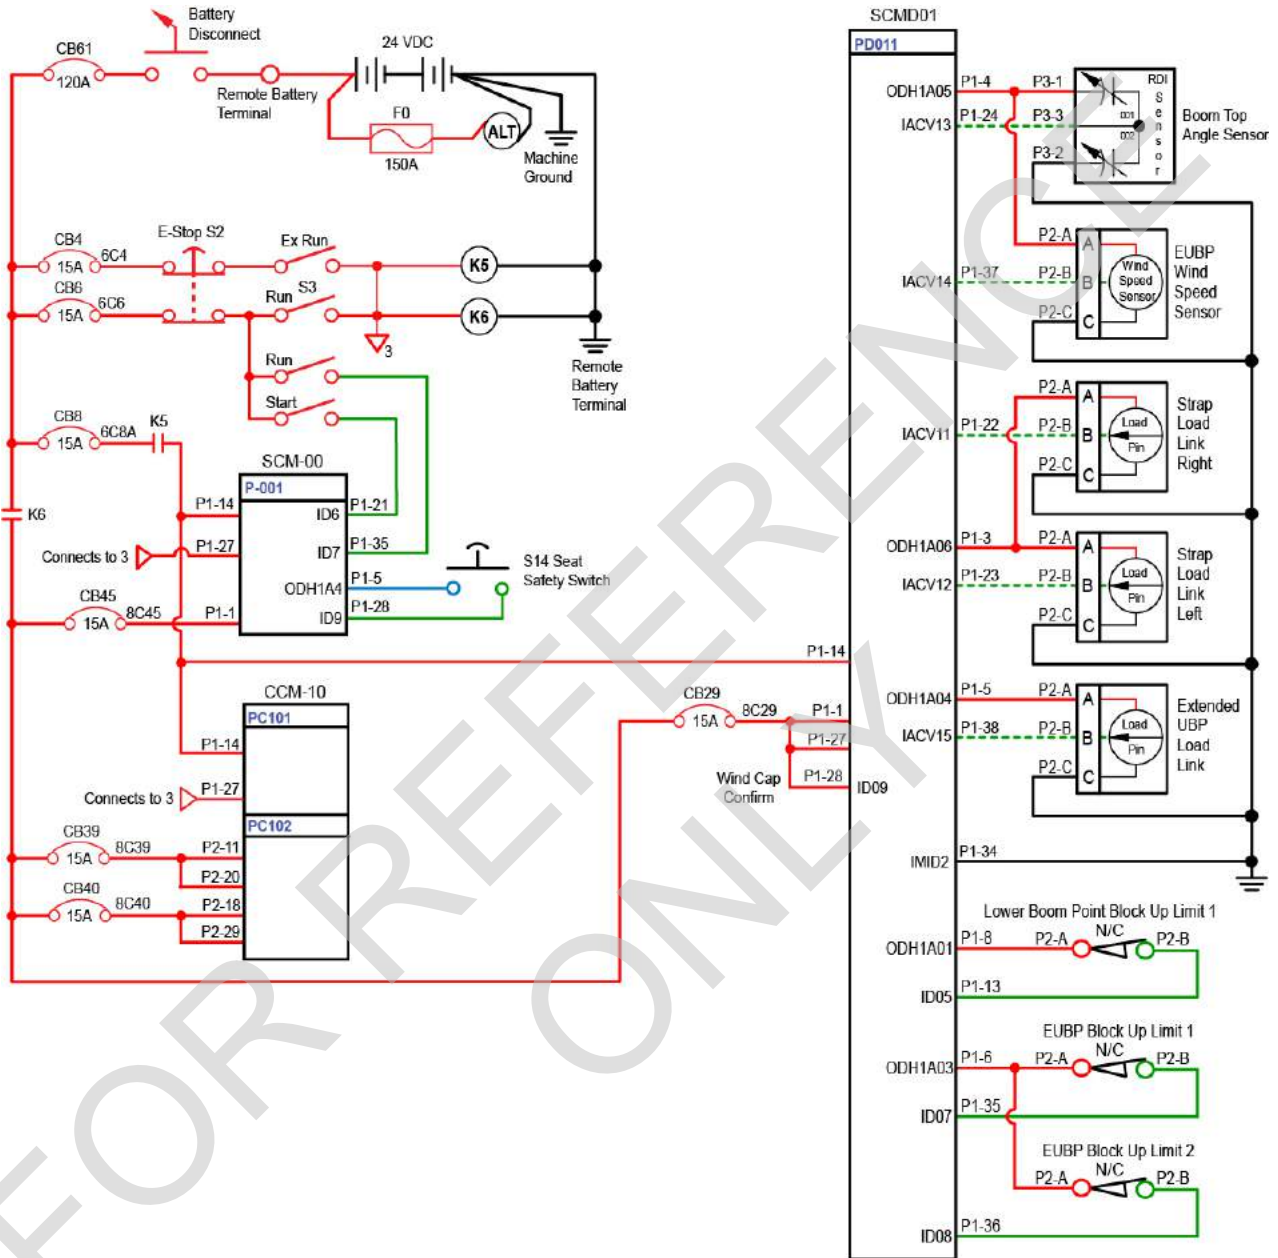 Battery
Disconnect
CB61
120A
Remote Battery
Terminal
24 VDC
F0
150A
ALT
Machine
Ground
CB4
15A
6C4
E-Stop S2
Ex Run
K5
CB6
15A
6C6
Run
S3
K6
3
Remote
Battery
Terminal
Run
Start
CB8
15A
6C8A
K5
K6
SCM-00
P-001
P1-14
ID6
P1-21
Connects to 3
P1-27
ID7
P1-35
ODH1A4
P1-5
S14 Seat
Safety Switch
CB45
15A
8C45
P1-1
ID9
P1-28
CCM-10
PC101
P1-14
Connects to 3
P1-27
PC102
CB39
15A
8C39
P2-11
P2-20
CB40
15A
8C40
P2-18
P2-29
CB29
15A
8C29
P1-14
P1-1
P1-27
P1-28
Wind Cap
Confirm
ID09
SCMD01
PD011
ODH1A05
P1-4
P3-1
IACV13
P1-24
P3-3
P3-2
RDI
Sensor
001
002
Boom Top
Angle Sensor
P2-A
A
IACV14
P1-37
P2-B
B
P2-C
C
Wind
Speed
Sensor
EUBP
Wind
Speed
Sensor
P2-A
A
IACV11
P1-22
P2-B
B
P2-C
C
Load
Pin
Strap
Load
Link
Right
ODH1A06
P1-3
P2-A
A
IACV12
P1-23
P2-B
B
P2-C
C
Load
Pin
Strap
Load
Link
Left
ODH1A04
P1-5
P2-A
A
IACV15
P1-38
P2-B
B
P2-C
C
Load
Pin
Extended
UBP
Load
Link
IMID2
P1-34
Lower Boom Point Block Up Limit 1
N/C
ODH1A01
P1-8
P2-A
P2-B
ID05
P1-13
EUBP Block Up Limit 1
N/C
ODH1A03
P1-6
P2-A
P2-B
ID07
P1-35
EUBP Block Up Limit 2
N/C
P2-A
P2-B
ID08
P1-36
FOR REFERENCE
ONLY